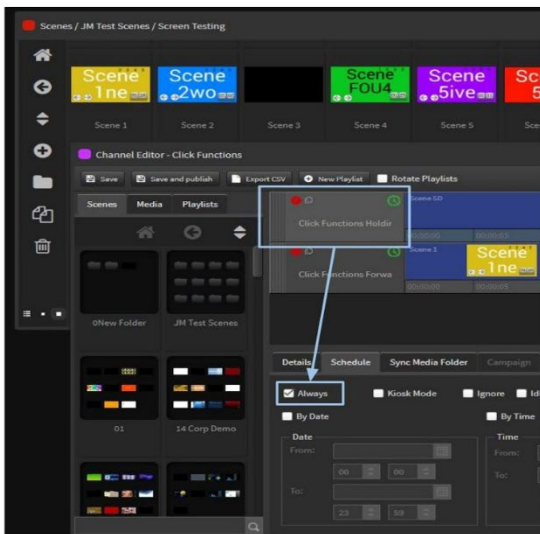 Scenes / JM Test Scenes / Screen Testing
Scene 1ne
Scene 2wo
Scene FOU4
Scene 5ive
Sc 5
Scene 1
Scene 2
Scene 3
Scene 4
Scene 5
Sce
Channel Editor - Click Functions
Save
Save and publish
Export CSV
New Playlist
Rotate Playlists
Scenes
Media
Playlists
Click Functions Holdir
Scene 50
00:00:00
00:00:05
Click Functions Forwa
Scene 1
Scene 1ne
00:00:00
00:00:05
0New Folder
JM Test Scenes
01
14 Corp Demo
Details
Schedule
Sync Media Folder
Campaign
Always
Kiosk Mode
Ignore
Id
By Date
By Time
Date
Time
From:
From:
00
00
To:
To:
23
59